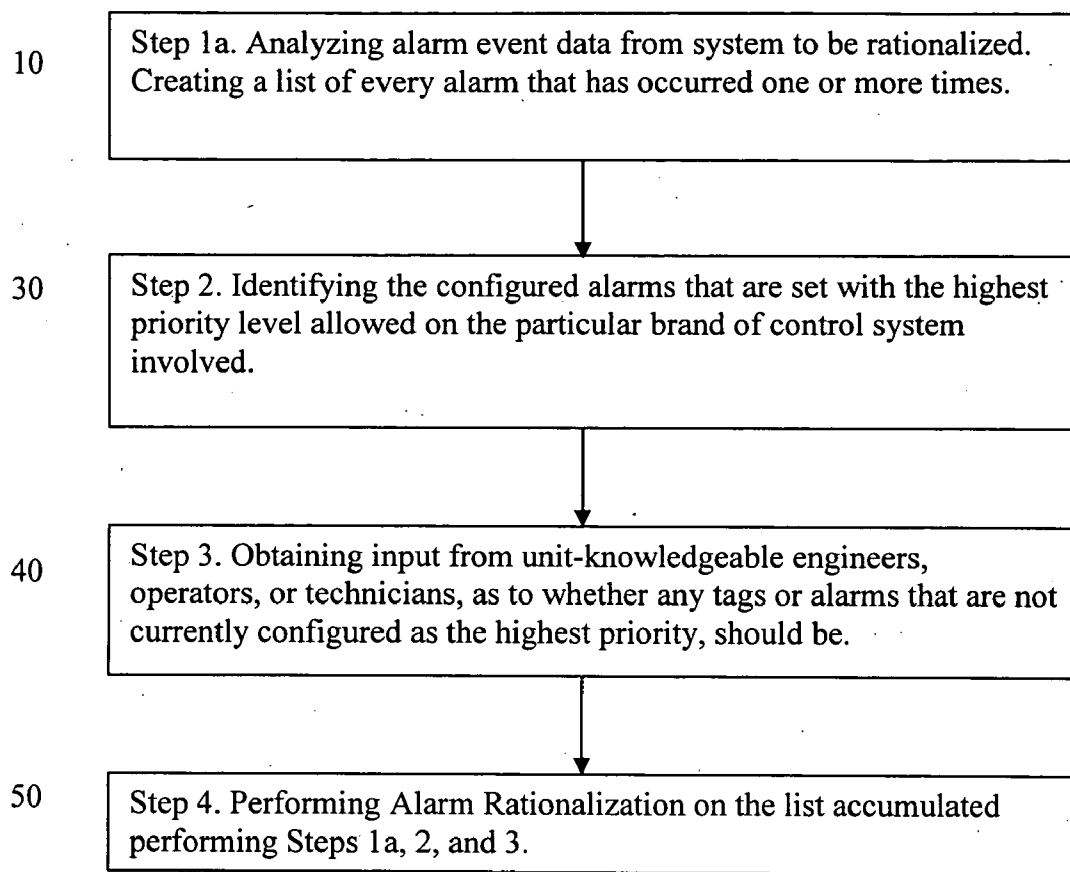 10
Step 1a. Analyzing alarm event data from system to be rationalized.
Creating a list of every alarm that has occurred one or more times.
30
Step 2. Identifying the configured alarms that are set with the highest
priority level allowed on the particular brand of control system
involved.
40
Step 3. Obtaining input from unit-knowledgeable engineers,
operators, or technicians, as to whether any tags or alarms that are not
currently configured as the highest priority, should be.
50
Step 4. Performing Alarm Rationalization on the list accumulated
performing Steps 1a, 2, and 3.